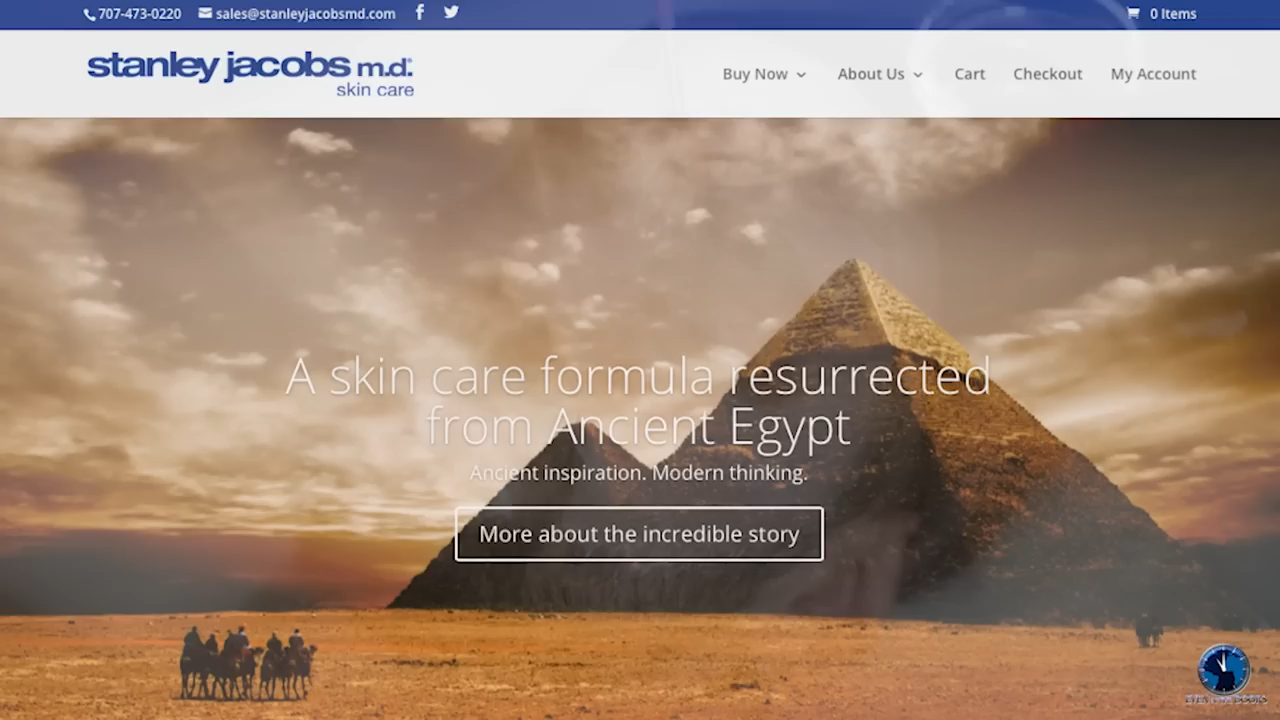 707-473-0220 sales@stanleyjacobsmd.com 0 Items
stanley jacobs m.d.®
skin care
Buy Now About Us Cart Checkout My Account
A skin care formula resurrected
from Ancient Egypt
Ancient inspiration. Modern thinking.
More about the incredible story